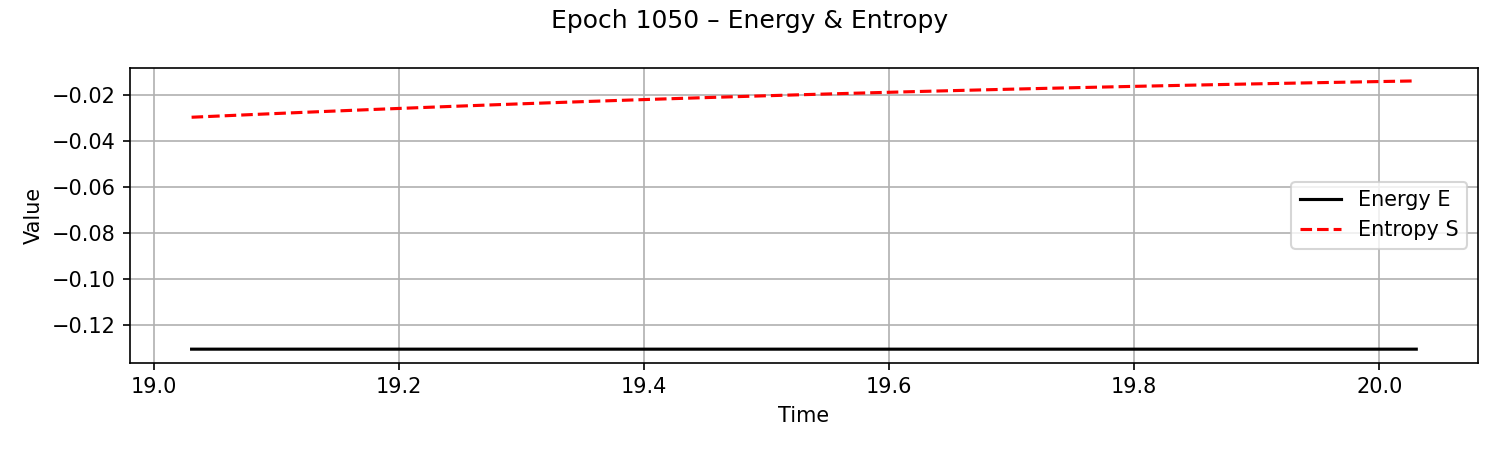 Epoch 1050 – Energy & Entropy
−0.02
−0.04
−0.06
−0.08
−0.10
−0.12
Value
Energy E
Entropy S
19.0 19.2 19.4 19.6 19.8 20.0
Time